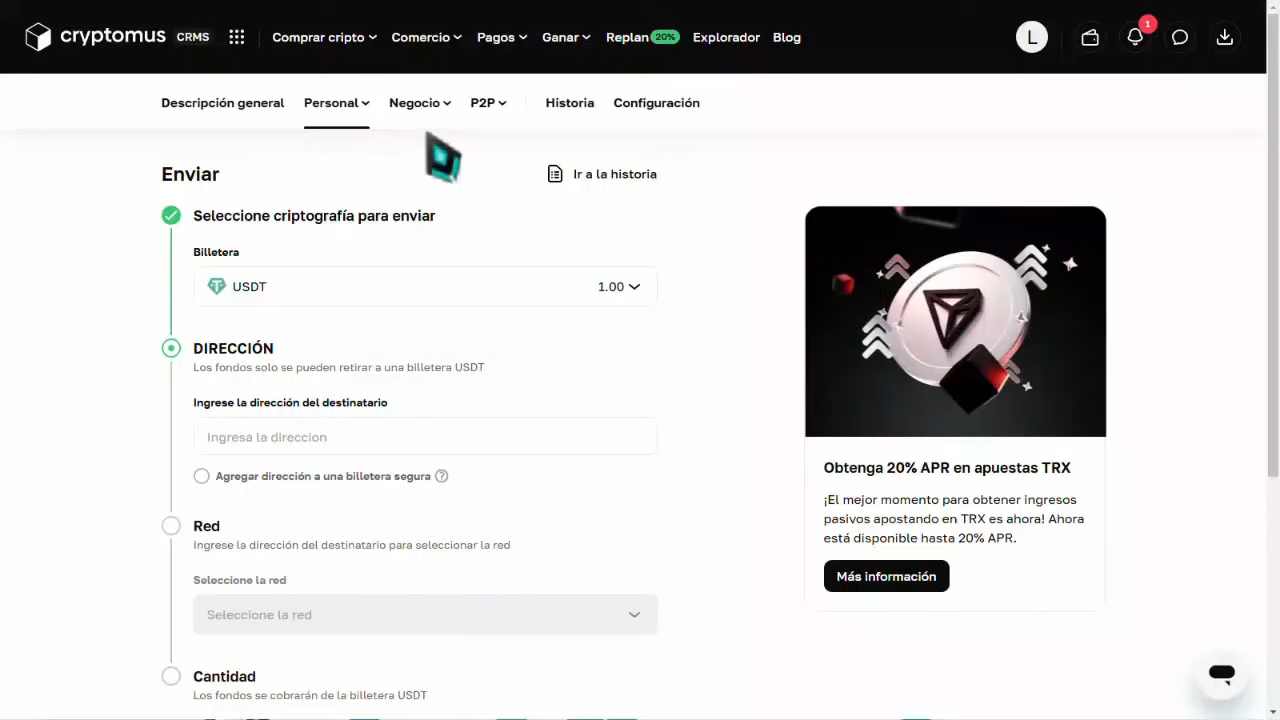 cryptomus CRMS Comprar cripto Comercio Pagos Ganar Replan 20% Explorador Blog L 1
Descripción general Personal Negocio P2P Historia Configuración
Enviar Ir a la historia
Seleccione criptografía para enviar
Billetera
USDT 1.00
DIRECCIÓN
Los fondos solo se pueden retirar a una billetera USDT
Ingrese la dirección del destinatario
Ingresa la direccion
Agregar dirección a una billetera segura ?
Red
Ingrese la dirección del destinatario para seleccionar la red
Seleccione la red
Seleccione la red
Cantidad
Los fondos se cobrarán de la billetera USDT
Obtenga 20% APR en apuestas TRX
¡El mejor momento para obtener ingresos
pasivos apostando en TRX es ahora! Ahora
está disponible hasta 20% APR.
Más información